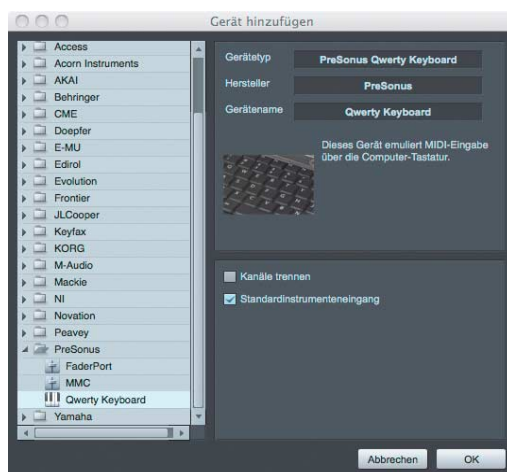 Gerät hinzufügen
Access
Acorn Instruments
AKAI
Behringer
CME
Doepfer
E-MU
Edirol
Evolution
Frontier
JLCooper
Keyfax
KORG
M-Audio
Mackie
NI
Novation
Peavey
PreSonus
FaderPort
MMC
Qwerty Keyboard
Yamaha
Gerätetyp PreSonus Qwerty Keyboard
Hersteller PreSonus
Gerätename Qwerty Keyboard
Dieses Gerät emuliert MIDI-Eingabe
über die Computer-Tastatur.
Kanäle trennen
Standardinstrumenteneingang
Abbrechen OK